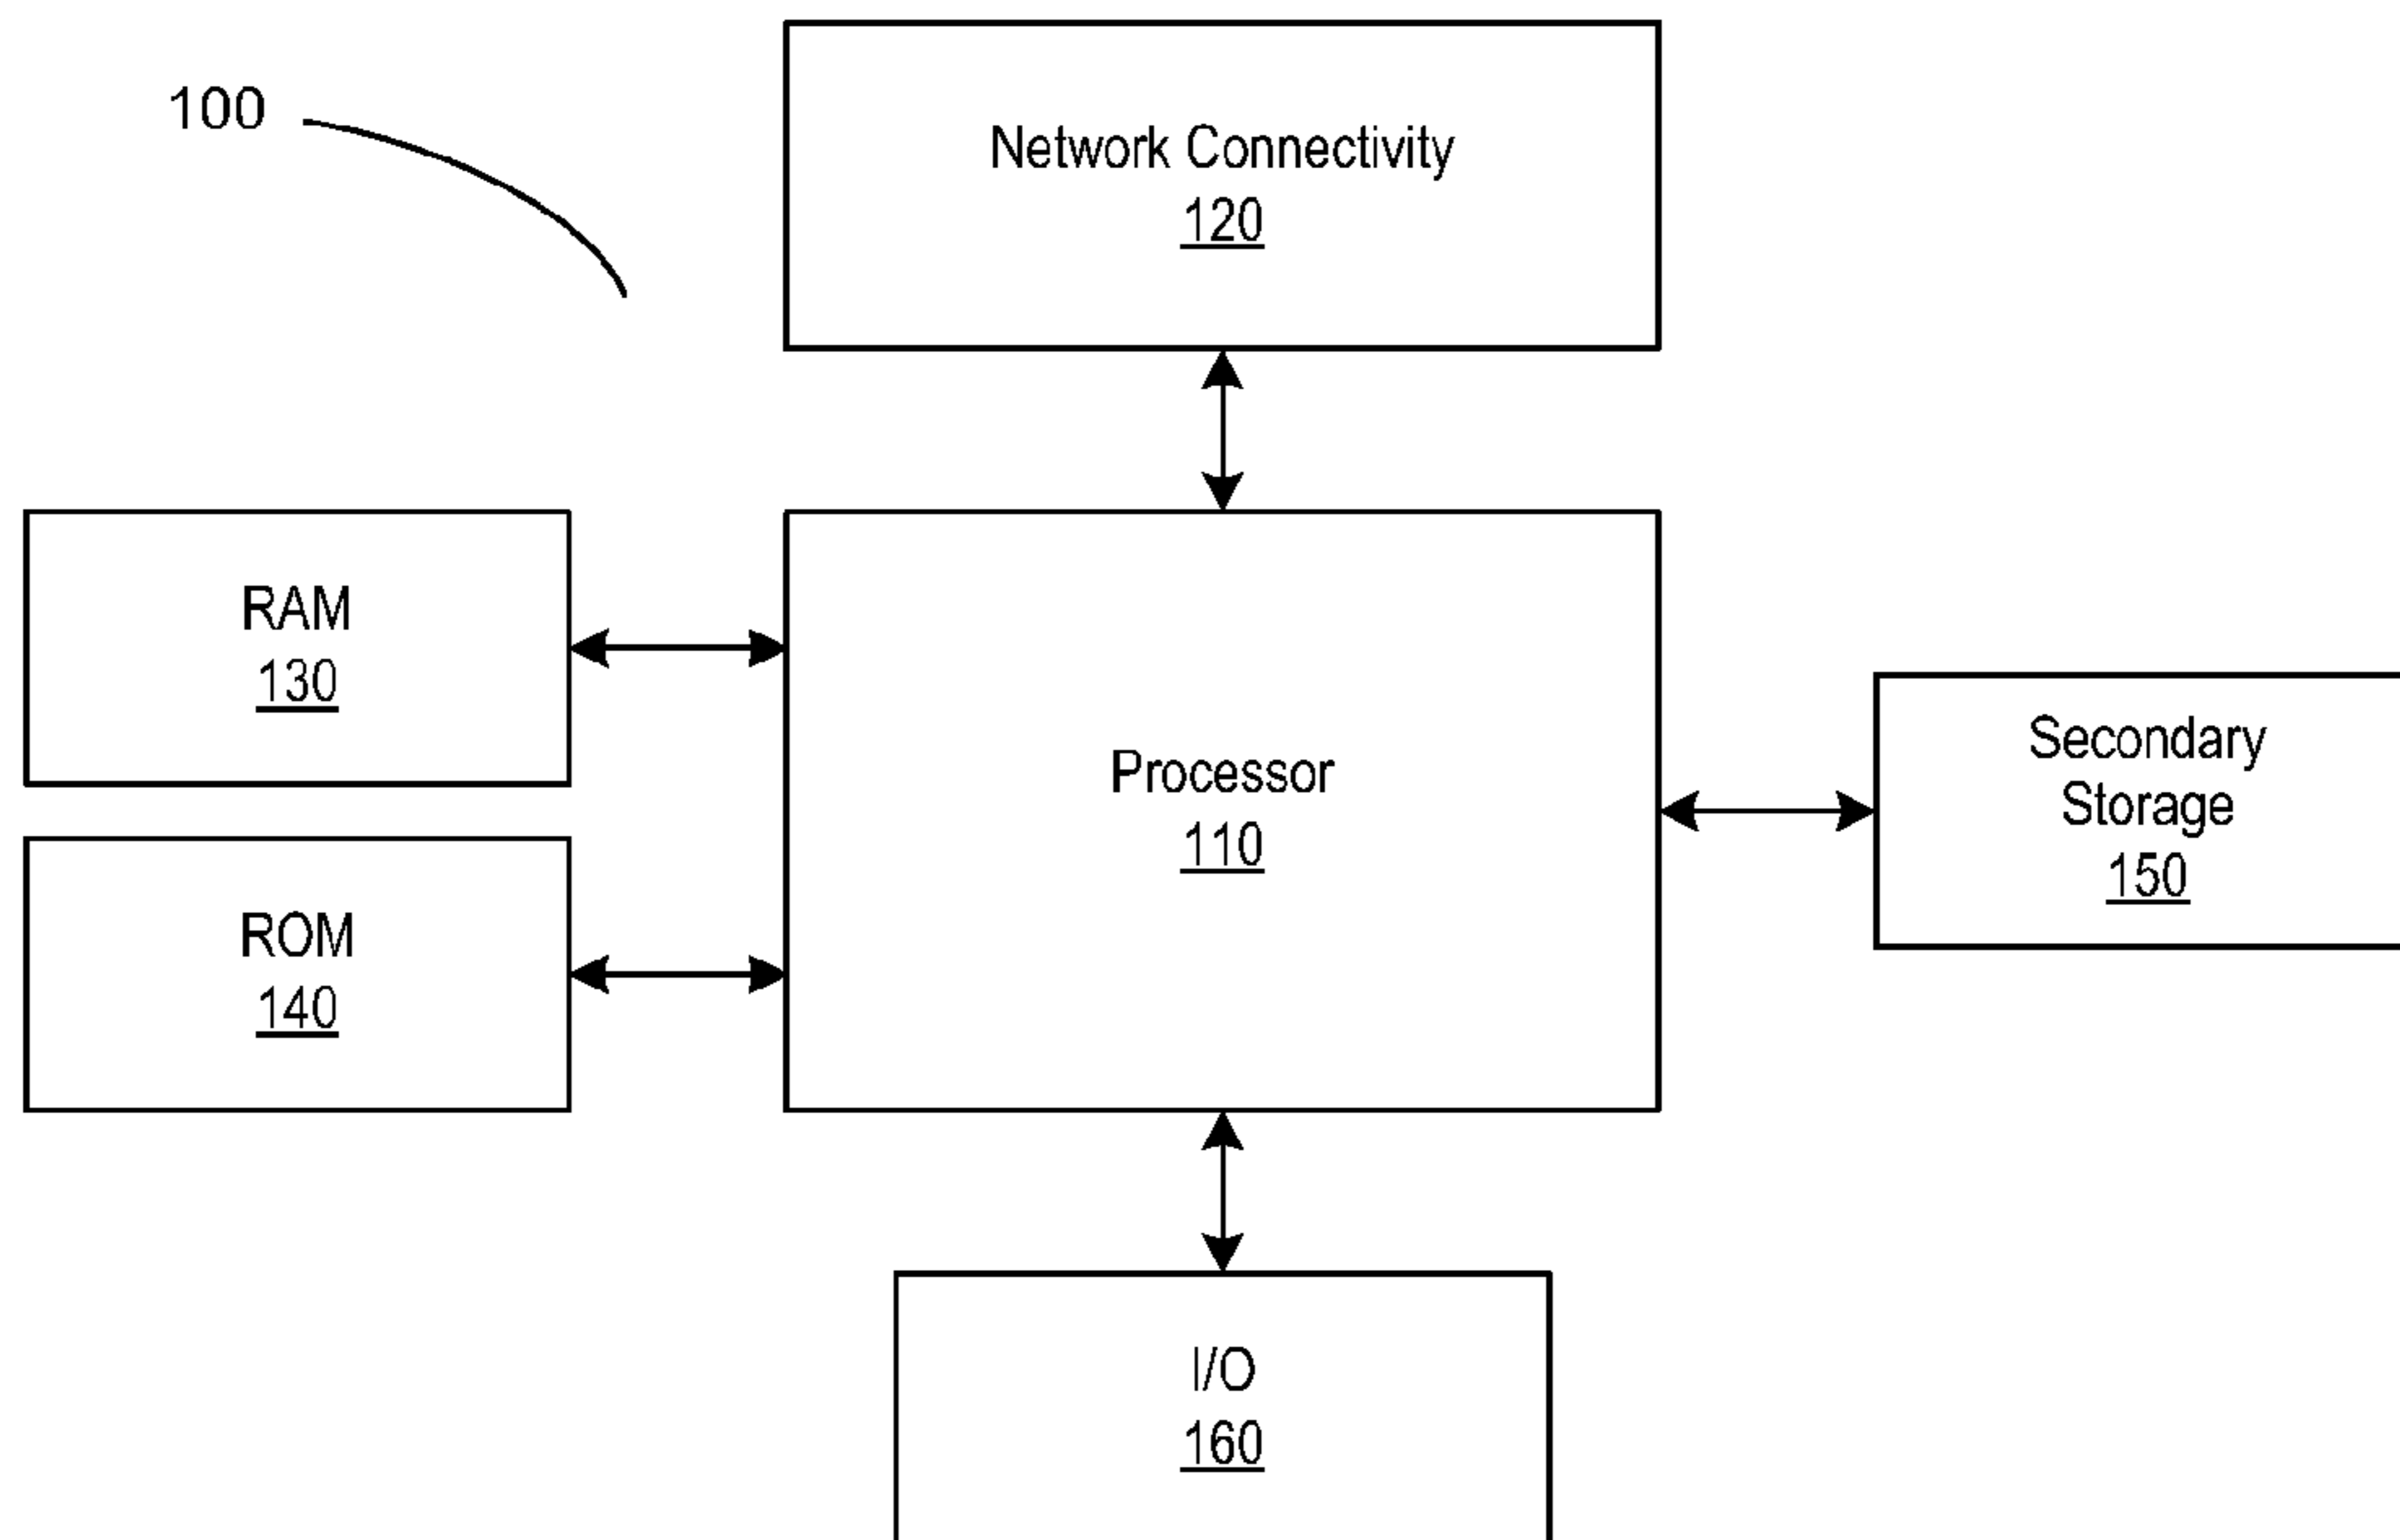 100
Network Connectivity
120
RAM
130
Processor
110
Secondary
Storage
150
ROM
140
I/O
160